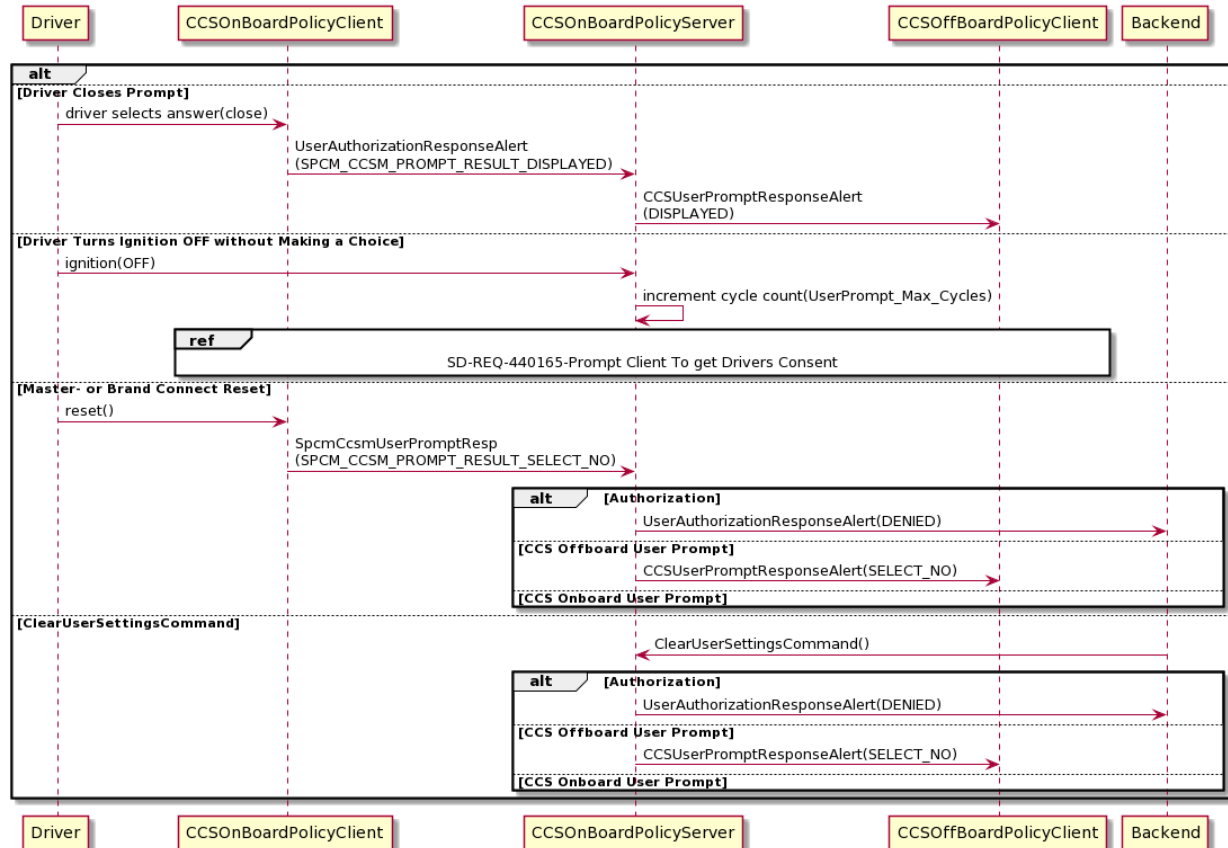 Driver CCSOnBoardPolicyClient CCSOnBoardPolicyServer CCSOffBoardPolicyClient Backend
alt
[Driver Closes Prompt]
driver selects answer(close)
UserAuthorizationResponseAlert
(SPCM_CCSM_PROMPT_RESULT_DISPLAYED)
CCSUserPromptResponseAlert
(DISPLAYED)
[Driver Turns Ignition OFF without Making a Choice]
ignition(OFF)
increment cycle count(UserPrompt_Max_Cycles)
ref
SD-REQ-440165-Prompt Client To get Drivers Consent
[Master- or Brand Connect Reset]
reset()
SpcmCcsmUserPromptResp
(SPCM_CCSM_PROMPT_RESULT_SELECT_NO)
alt [Authorization]
UserAuthorizationResponseAlert(DENIED)
[CCS Offboard User Prompt]
CCSUserPromptResponseAlert(SELECT_NO)
[CCS Onboard User Prompt]
[ClearUserSettingsCommand]
ClearUserSettingsCommand()
alt [Authorization]
UserAuthorizationResponseAlert(DENIED)
[CCS Offboard User Prompt]
CCSUserPromptResponseAlert(SELECT_NO)
[CCS Onboard User Prompt]
Driver CCSOnBoardPolicyClient CCSOnBoardPolicyServer CCSOffBoardPolicyClient Backend